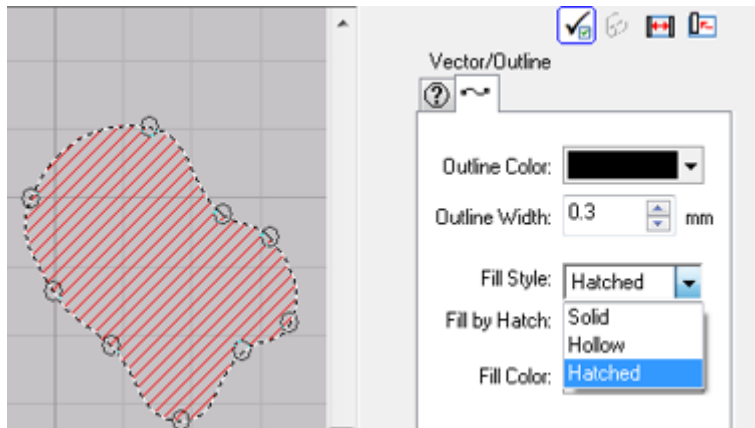 Vector/Outline
Outline Color:
Outline Width: 0.3 mm
Fill Style: Hatched
Fill by Hatch: Solid
Hollow
Fill Color: Hatched